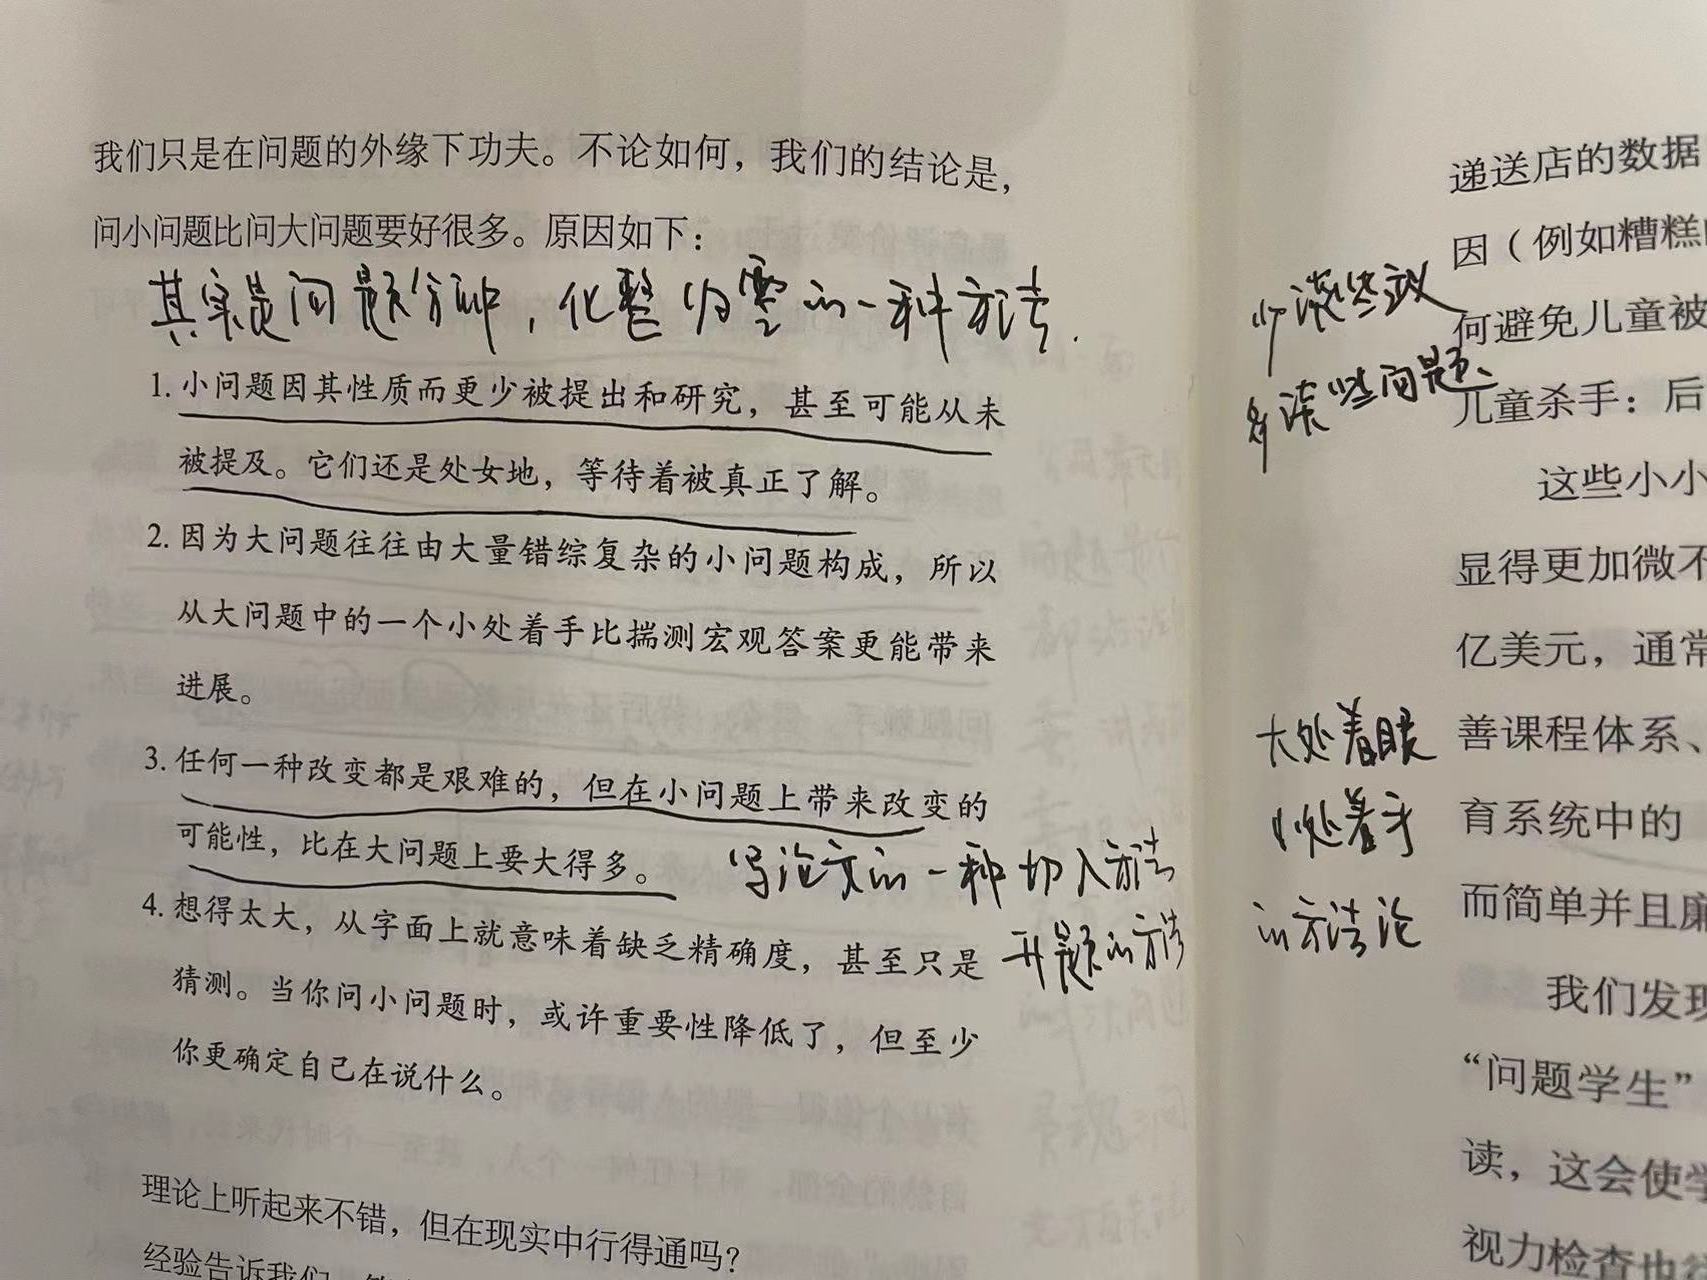 我们只是在问题的外缘下功夫。不论如何，我们的结论是，
问小问题比问大问题要好很多。原因如下：
其实是问题分解，化整为零的一种方法.
1. 小问题因其性质而更少被提出和研究，甚至可能从未
被提及。它们还是处女地，等待着被真正了解。
2. 因为大问题往往由大量错综复杂的小问题构成，所以
从大问题中的一个小处着手比揣测宏观答案更能带来
进展。
3. 任何一种改变都是艰难的，但在小问题上带来改变的
可能性，比在大问题上要大得多。
写论文的一种切入方法
开题的方法
4. 想得太大，从字面上就意味着缺乏精确度，甚至只是
猜测。当你问小问题时，或许重要性降低了，但至少
你更确定自己在说什么。
理论上听起来不错，但在现实中行得通吗？
经验告诉我们
少谈些主义
多谈些问题、
大处着眼
小处着手
的方法论
递送店的数据
因（例如糟糕
何避免儿童被
儿童杀手：后
这些小小
显得更加微不
亿美元，通常
善课程体系、
育系统中的
而简单并且廉
我们发现
“问题学生”
读，这会使学
视力检查也